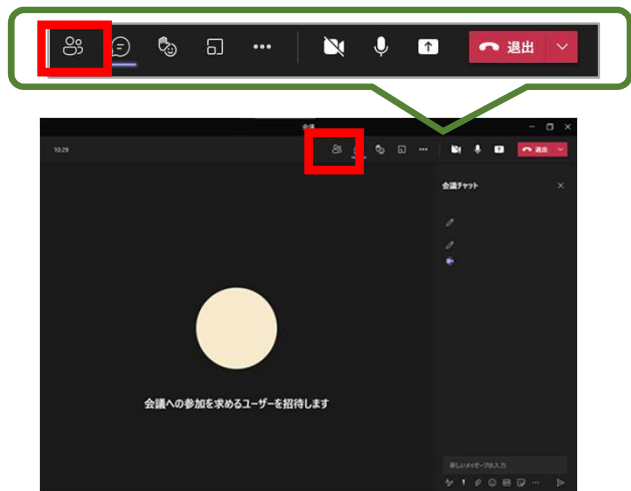 退出
会議
10:29
退出
会議チャット
会議への参加を求めるユーザーを招待します
新しいメッセージの入力